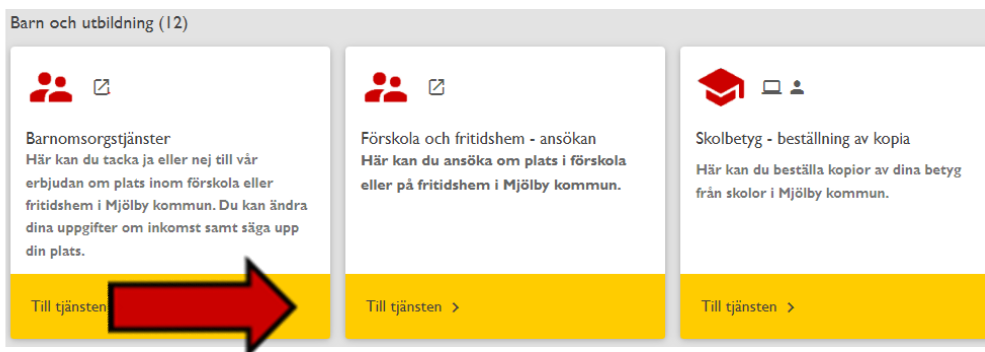 Barn och utbildning (12)
Barnomsorgstjänster
Här kan du tacka ja eller nej till vår
erbjudan om plats inom förskola eller
fritidshem i Mjölby kommun. Du kan ändra
dina uppgifter om inkomst samt säga upp
din plats.
Till tjänsten
Förskola och fritidshem - ansökan
Här kan du ansöka om plats i förskola
eller på fritidshem i Mjölby kommun.
Till tjänsten >
Skolbetyg - beställning av kopia
Här kan du beställa kopior av dina betyg
från skolor i Mjölby kommun.
Till tjänsten >